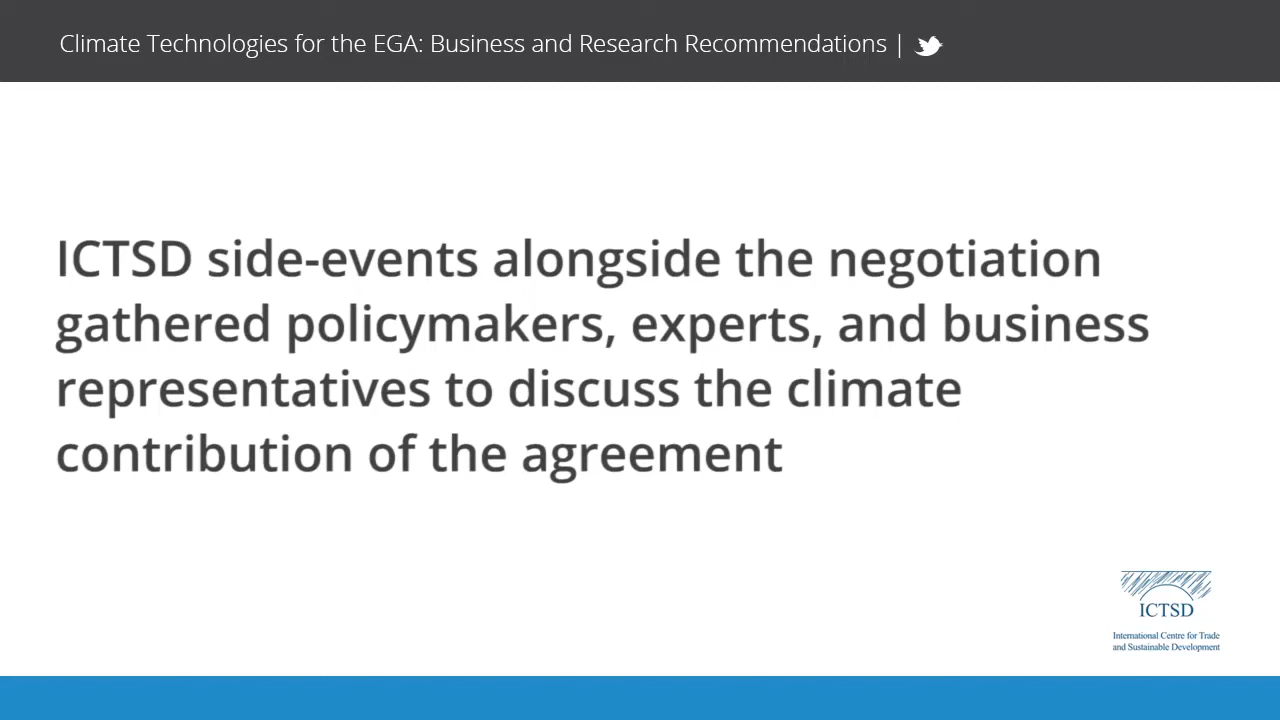 Climate Technologies for the EGA: Business and Research Recommendations |
ICTSD side-events alongside the negotiation
gathered policymakers, experts, and business
representatives to discuss the climate
contribution of the agreement
ICTSD
International Centre for Trade
and Sustainable Development